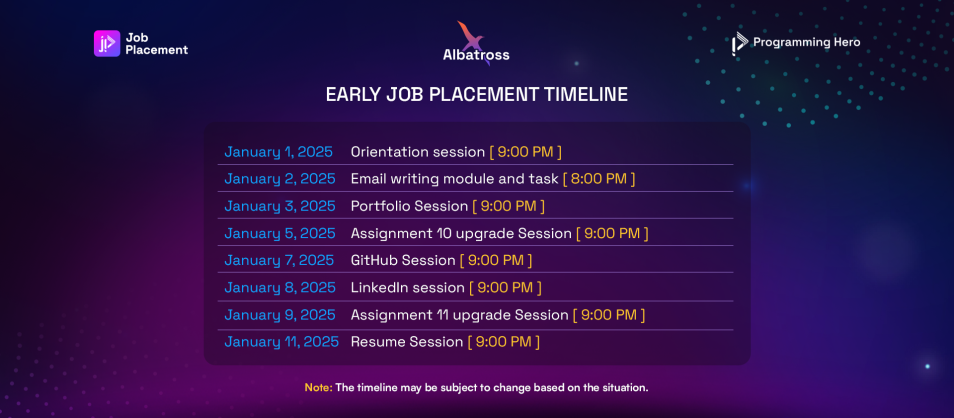 Job
Placement
Albatross
Programming Hero
EARLY JOB PLACEMENT TIMELINE
January 1, 2025 Orientation session [ 9:00 PM ]
January 2, 2025 Email writing module and task [ 8:00 PM ]
January 3, 2025 Portfolio Session [ 9:00 PM ]
January 5, 2025 Assignment 10 upgrade Session [ 9:00 PM ]
January 7, 2025 GitHub Session [ 9:00 PM ]
January 8, 2025 LinkedIn session [ 9:00 PM ]
January 9, 2025 Assignment 11 upgrade Session [ 9:00 PM ]
January 11, 2025 Resume Session [ 9:00 PM ]
Note: The timeline may be subject to change based on the situation.